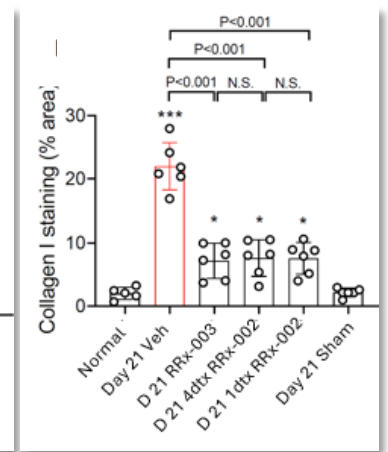 P<0.001
P<0.001
P<0.001 N.S. N.S.
Collagen I staining (% area)
30
20
10
0
***
* * *
Normal
Day 21 Veh
D 21 RRx-003
D 21 4dtx RRx-002
D 21 1dtx RRx-002
Day 21 Sham